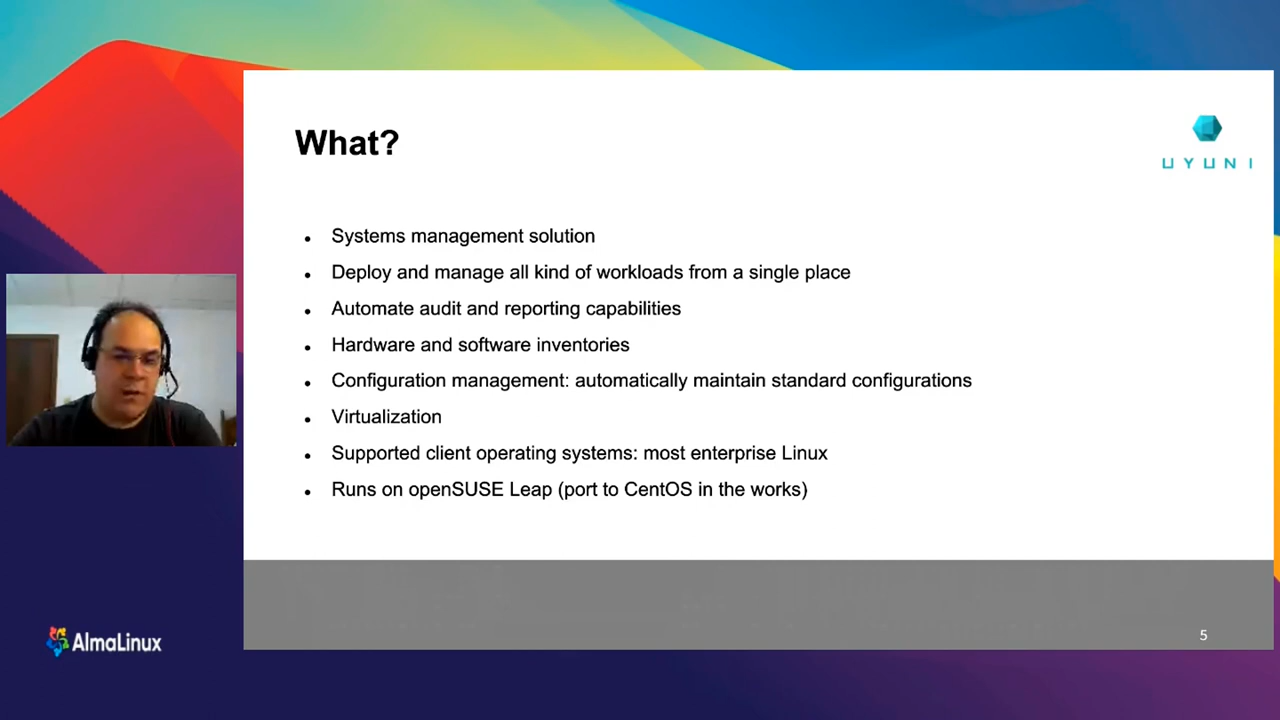 What?
UYUNI
Systems management solution
Deploy and manage all kind of workloads from a single place
Automate audit and reporting capabilities
Hardware and software inventories
Configuration management: automatically maintain standard configurations
Virtualization
Supported client operating systems: most enterprise Linux
Runs on openSUSE Leap (port to CentOS in the works)
AlmaLinux
5